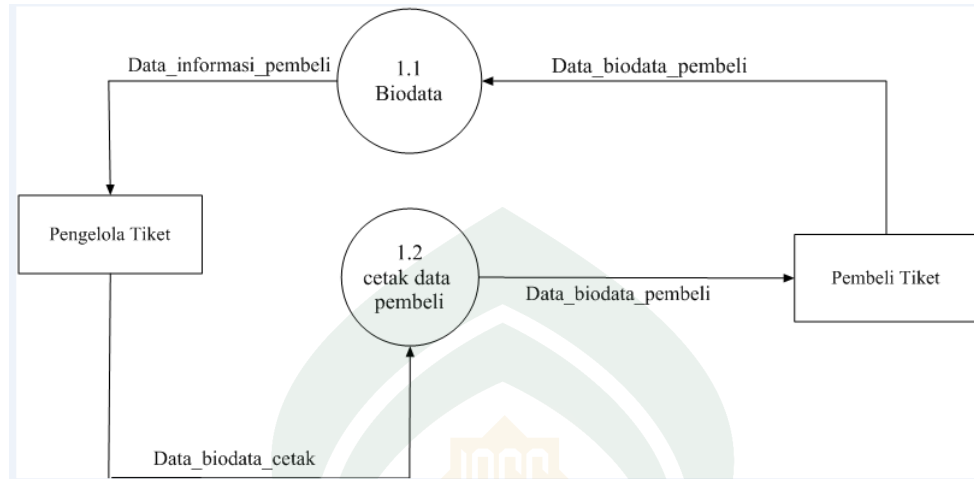 1.1
Biodata
Data_informasi_pembeli
Data_biodata_pembeli
Pengelola Tiket
1.2
cetak data
pembeli
Data_biodata_pembeli
Pembeli Tiket
Data_biodata_cetak